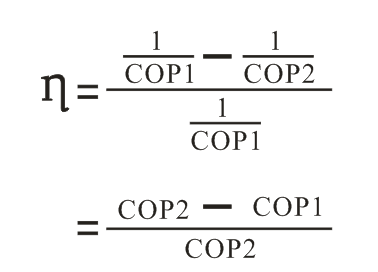 1 1
COP1 − COP2
η =
1
COP1
= COP2 − COP1
COP2